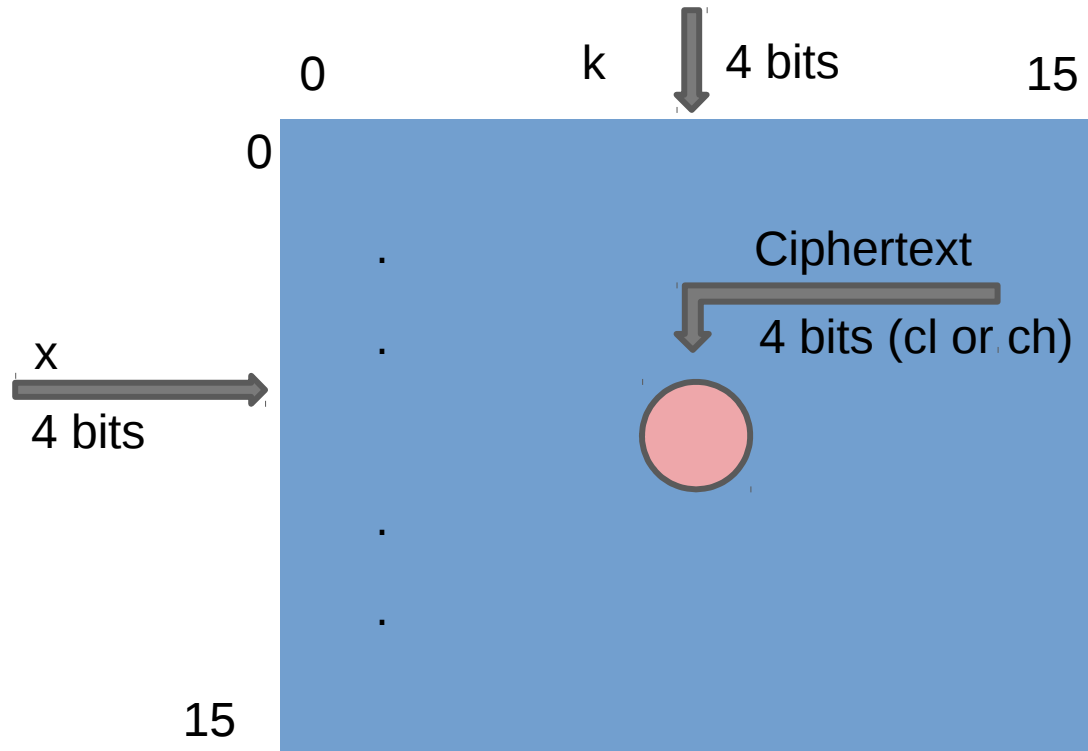 0 k 4 bits 15
0
.
Ciphertext
.
4 bits (cl or ch)
x
4 bits
.
.
15